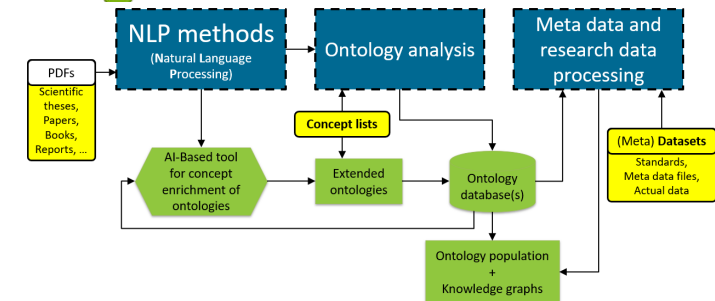 NLP methods
(Natural Language
Processing)
Ontology analysis
Meta data and
research data
processing
PDFs
Scientific
theses,
Papers,
Books,
Reports, ...
Concept lists
(Meta) Datasets
Standards,
Meta data files,
Actual data
AI-Based tool
for concept
enrichment of
ontologies
Extended
ontologies
Ontology
database(s)
Ontology population
+
Knowledge graphs